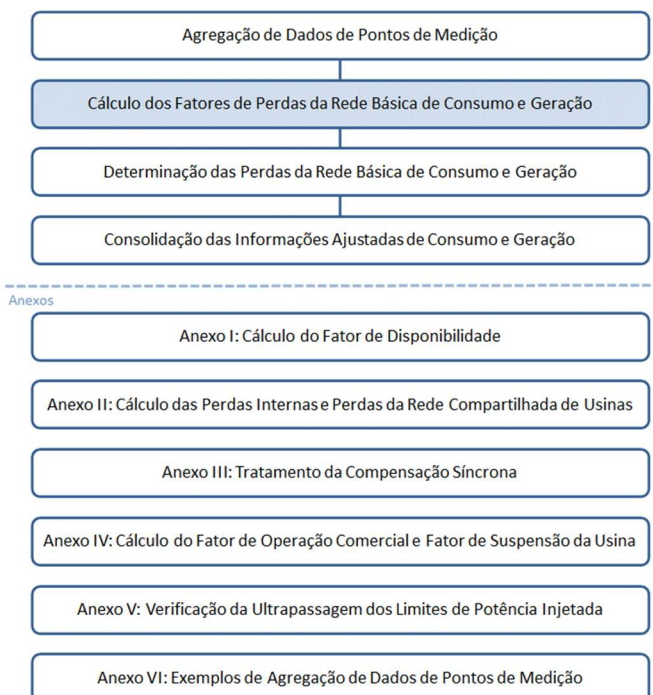 Agregação de Dados de Pontos de Medição
Cálculo dos Fatores de Perdas da Rede Básica de Consumo e Geração
Determinação das Perdas da Rede Básica de Consumo e Geração
Consolidação das Informações Ajustadas de Consumo e Geração
Anexos
Anexo I: Cálculo do Fator de Disponibilidade
Anexo II: Cálculo das Perdas Internas e Perdas da Rede Compartilhada de Usinas
Anexo III: Tratamento da Compensação Síncrona
Anexo IV: Cálculo do Fator de Operação Comercial e Fator de Suspensão da Usina
Anexo V: Verificação da Ultrapassagem dos Limites de Potência Injetada
Anexo VI: Exemplos de Agregação de Dados de Pontos de Medição